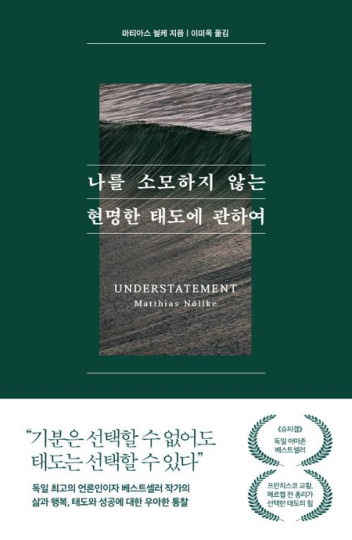 마티아스 뇔케 지음 | 이미옥 옮김
나를 소모하지 않는
현명한 태도에 관하여
UNDERSTATEMENT
Matthias Nöllke
“기분은 선택할 수 없어도
태도는 선택할 수 있다”
독일 최고의 언론인이자 베스트셀러 작가의
삶과 행복, 태도와 성공에 대한 우아한 통찰
《슈피겔》
독일 아마존
베스트셀러
프란치스코 교황,
메르켈 전 총리가
선택한 태도의 힘